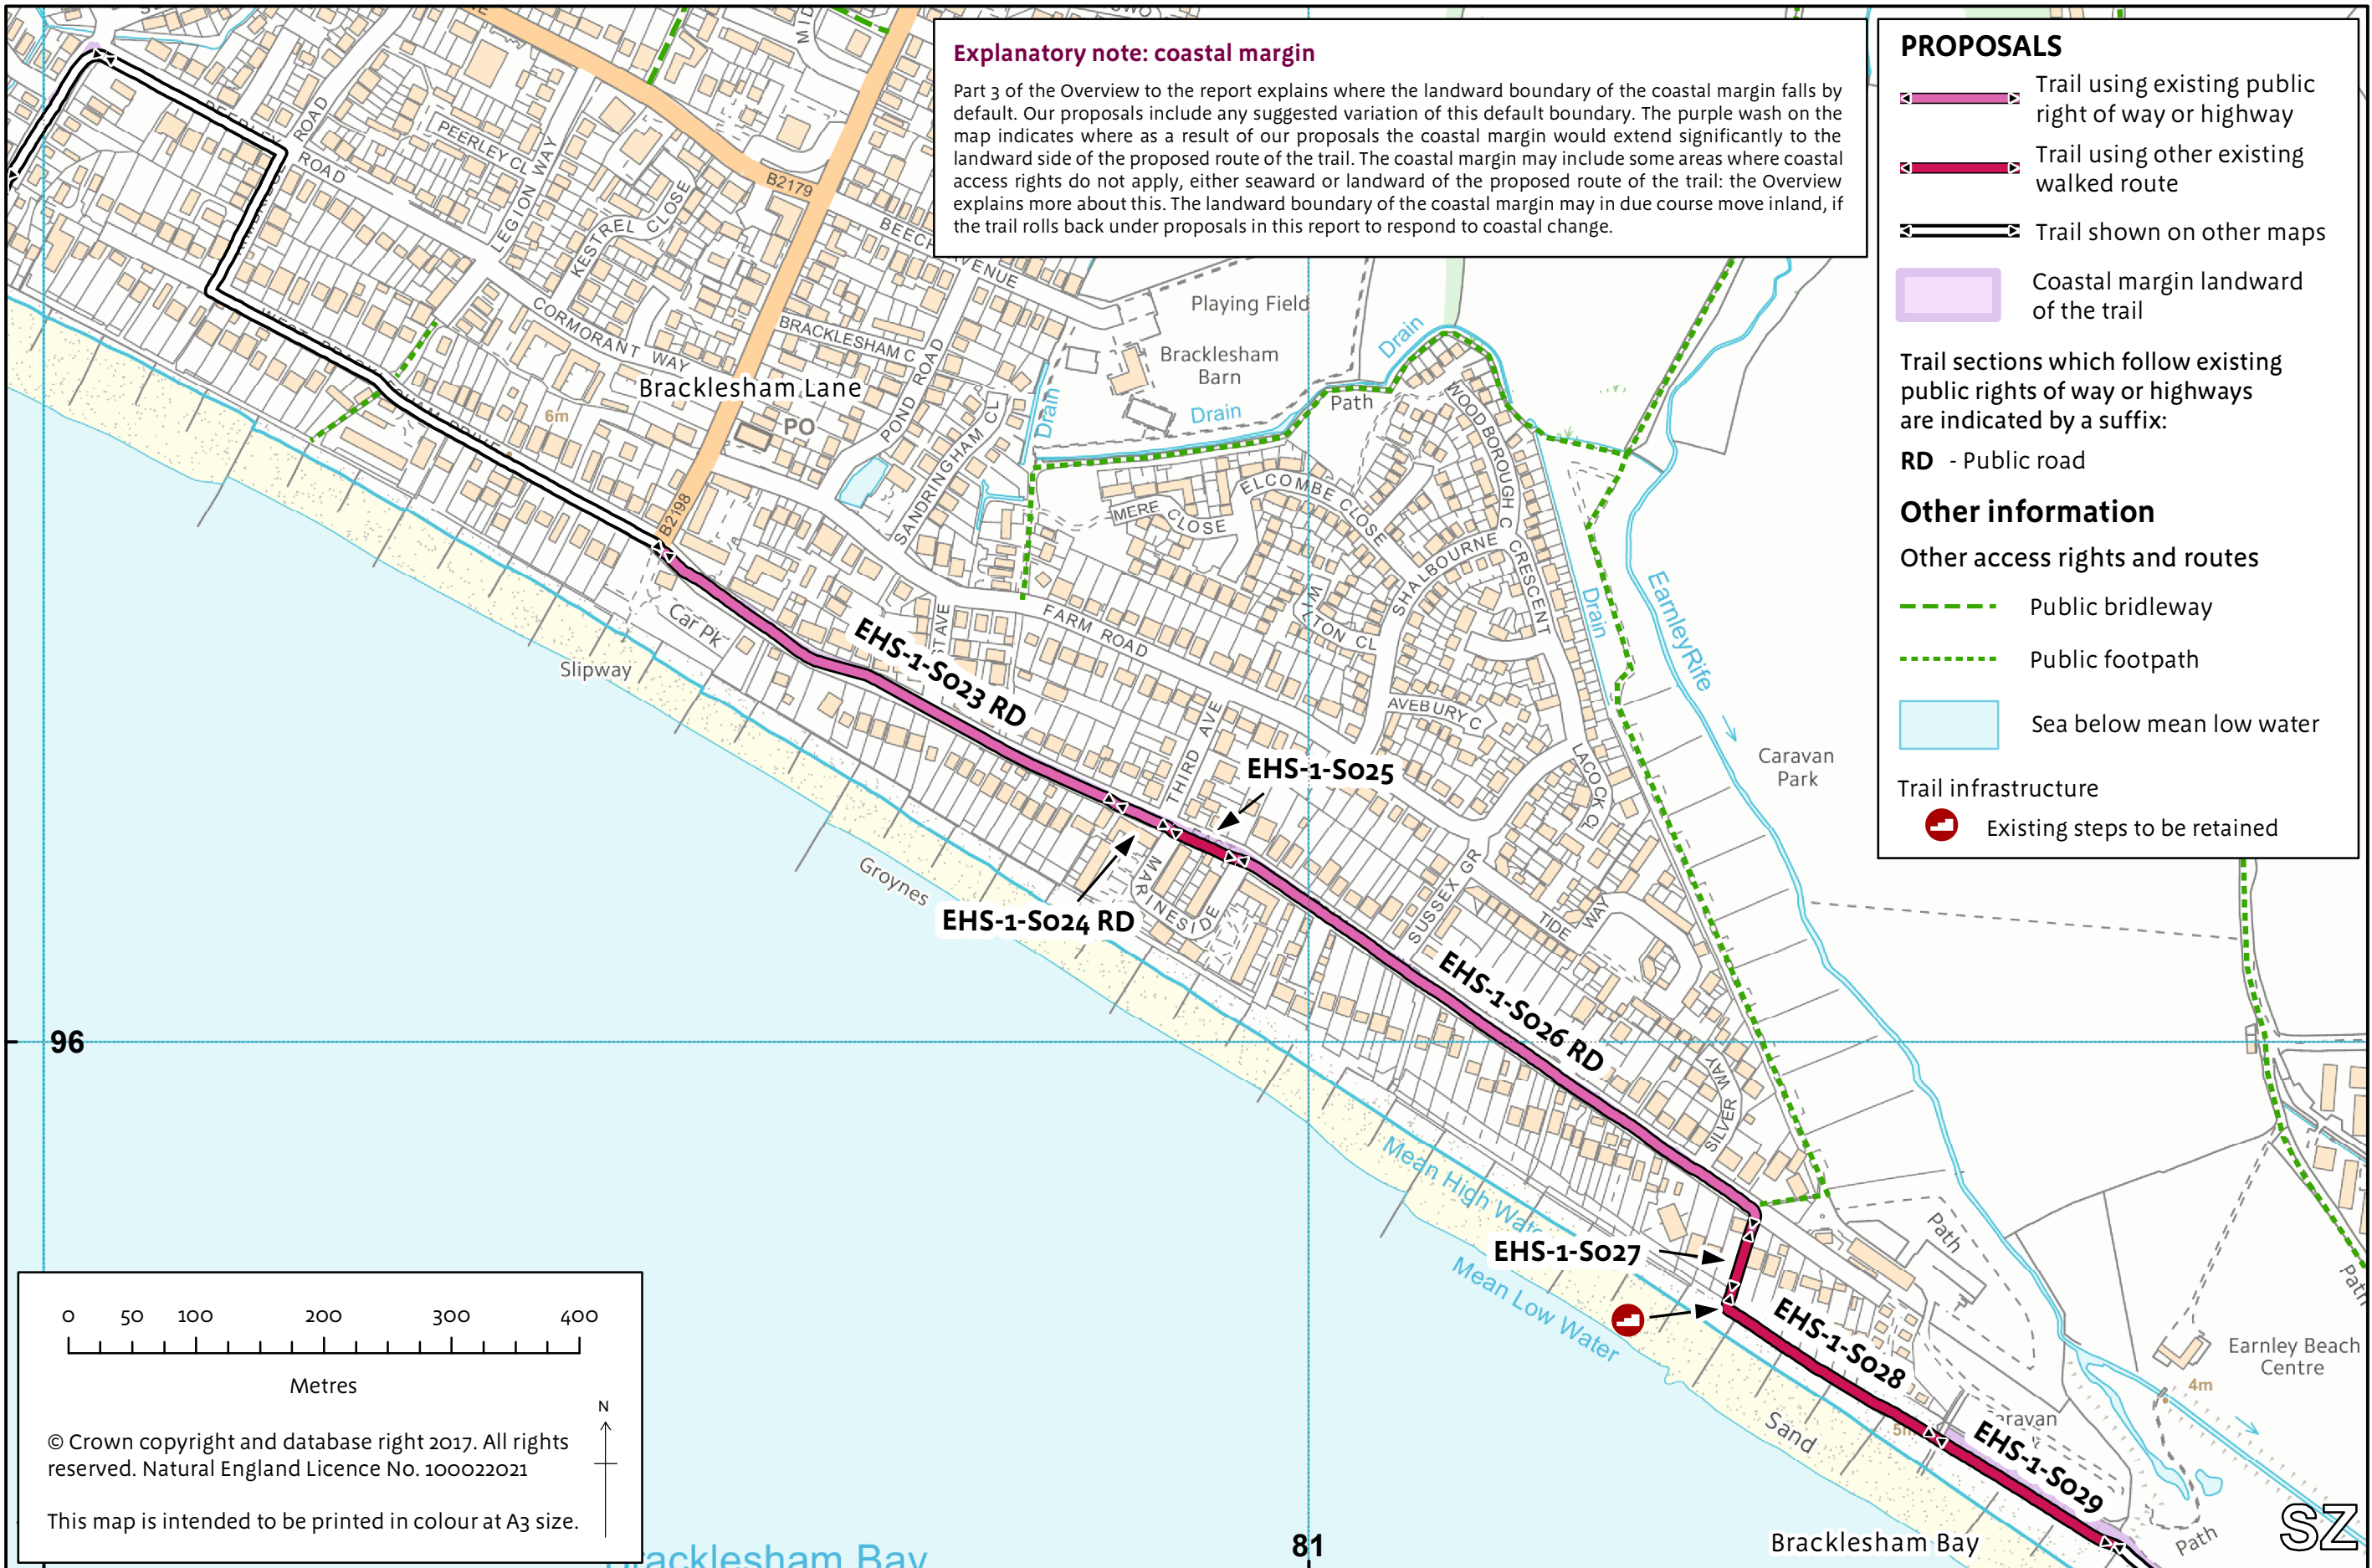 Explanatory note: coastal margin
Part 3 of the Overview to the report explains where the landward boundary of the coastal margin falls by
default. Our proposals include any suggested variation of this default boundary. The purple wash on the
map indicates where as a result of our proposals the coastal margin would extend significantly to the
landward side of the proposed route of the trail. The coastal margin may include some areas where coastal
access rights do not apply, either seaward or landward of the proposed route of the trail: the Overview
explains more about this. The landward boundary of the coastal margin may in due course move inland, if
the trail rolls back under proposals in this report to respond to coastal change.
PROPOSALS
Trail using existing public
right of way or highway
Trail using other existing
walked route
Trail shown on other maps
Coastal margin landward
of the trail
Trail sections which follow existing
public rights of way or highways
are indicated by a suffix:
RD - Public road
Other information
Other access rights and routes
Public bridleway
Public footpath
Sea below mean low water
Trail infrastructure
Existing steps to be retained
ROAD
ROAD
PEERLEY CL
LEGION WAY
KESTREL CLOSE
B2179
BEECH
AVENUE
CORMORANT WAY
BRACKLESHAM C
Bracklesham Lane
PO
POND ROAD
SANDRINGHAM CL
6m
B2198
Playing Field
Bracklesham
Barn
Drain
Drain
Drain
Path
WOODBOROUGH C
ELCOMBE CLOSE
MERE CLOSE
SHALBOURNE
CRESCENT
WILTON CL
Drain
EarnleyRife
FARM ROAD
AVEBURY C
LACOCK C
Caravan
Park
Car Pk
Slipway
EHS-1-S023 RD
THIRD AVE
EHS-1-S025
Groynes
MARINESIDE
EHS-1-S024 RD
SUSSEX GR
TIDE WAY
EHS-1-S026 RD
SILVER WAY
96
Mean High Wate
Mean Low Water
EHS-1-S027
EHS-1-S028
Path
Path
Earnley Beach
Centre
4m
5m
Sand
EHS-1-S029
Path
SZ
Bracklesham Bay
81
0 50 100 200 300 400
Metres
N
© Crown copyright and database right 2017. All rights
reserved. Natural England Licence No. 100022021
This map is intended to be printed in colour at A3 size.
acklesham Bay